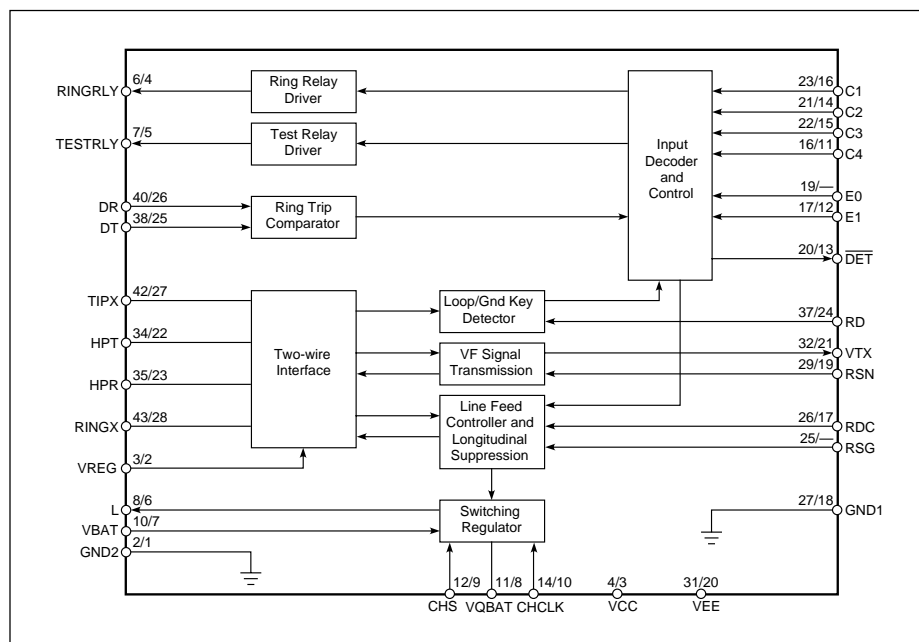 RINGRLY
6/4
Ring Relay
Driver
TESTRLY
7/5
Test Relay
Driver
DR
40/26
DT
38/25
Ring Trip
Comparator
Input
Decoder
and
Control
23/16
C1
21/14
C2
22/15
C3
16/11
C4
19/—
E0
17/12
E1
20/13
DET
TIPX
42/27
HPT
34/22
HPR
35/23
RINGX
43/28
VREG
3/2
Two-wire
Interface
Loop/Gnd Key
Detector
VF Signal
Transmission
Line Feed
Controller and
Longitudinal
Suppression
37/24
RD
32/21
VTX
29/19
RSN
26/17
RDC
25/—
RSG
L
8/6
VBAT
10/7
GND2
2/1
Switching
Regulator
27/18
GND1
12/9
CHS
11/8
VQBAT
14/10
CHCLK
4/3
VCC
31/20
VEE